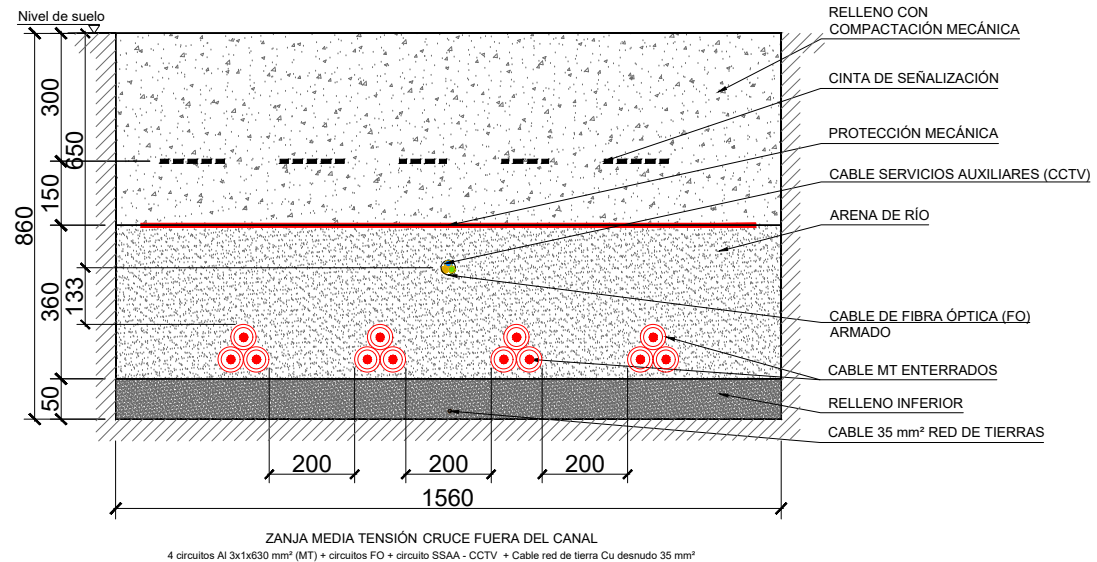 Nivel de suelo
RELLENO CON
COMPACTACIÓN MECÁNICA
CINTA DE SEÑALIZACIÓN
PROTECCIÓN MECÁNICA
CABLE SERVICIOS AUXILIARES (CCTV)
ARENA DE RÍO
CABLE DE FIBRA ÓPTICA (FO)
ARMADO
CABLE MT ENTERRADOS
RELLENO INFERIOR
CABLE 35 mm² RED DE TIERRAS
300
650
150
860
360
133
50
200
200
200
1560
ZANJA MEDIA TENSIÓN CRUCE FUERA DEL CANAL
4 circuitos Al 3x1x630 mm² (MT) + circuitos FO + circuito SSAA - CCTV + Cable red de tierra Cu desnudo 35 mm²